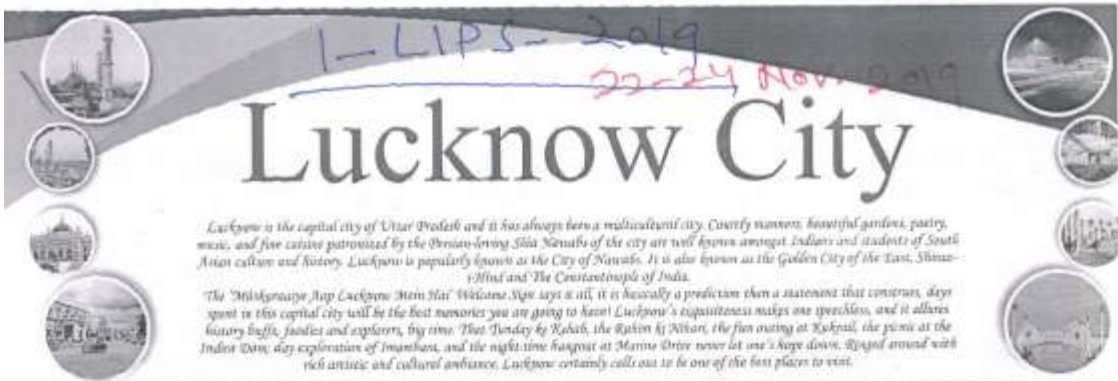 I-LIPS-2019
22-24 Nov. 2019
Lucknow City
Lucknow is the capital city of Uttar Pradesh and it has always been a multicultural city. Courtly manners, beautiful gardens, poetry,
music, and fine cuisine patronized by the Persian-loving Shia Nawabs of the city are well known amongst Indians and students of South
Asian culture and history. Lucknow is popularly known as the City of Nawabs. It is also known as the Golden City of the East, Shiraz-
i-Hind and The Constantinople of India.
The Aap Lucknow Mein Hai' Welcome Sign says it all, it is basically a prediction than a statement that construes, days
spent in this capital city will be the best memories you are going to have! Lucknow's exquisiteness makes one speechless, and it allures
history buffs, foodies and explorers, big time. That Tunday ke Kabab, the Rahim ki Nihari, the fun outing at Kukrail, the picnic at the
Indira Dam; day exploration of Imambara, and the night-time hangout at Marine Drive never let one's hope down. Ringed around with
rich artistic and cultural ambiance, Lucknow certainly calls out to be one of the best places to visit.